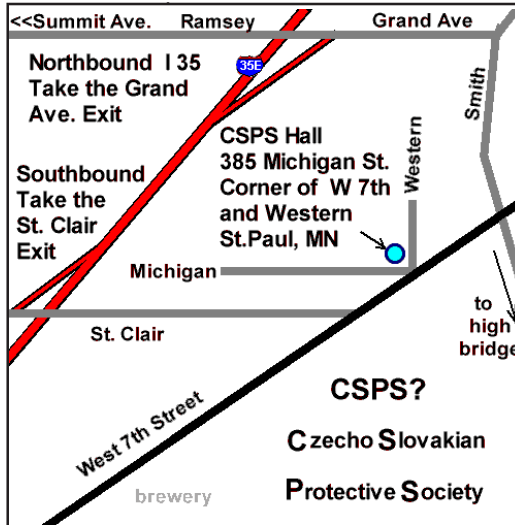 <<Summit Ave. Ramsey Grand Ave
Northbound I 35
Take the Grand
Ave. Exit
35E
Smith
CSPS Hall
385 Michigan St.
Corner of W 7th
and Western
St.Paul, MN
Western
Southbound
Take the
St. Clair
Exit
Michigan
St. Clair
to
high
bridge
West 7th Street
CSPS?
Czecho Slovakian
Protective Society
brewery